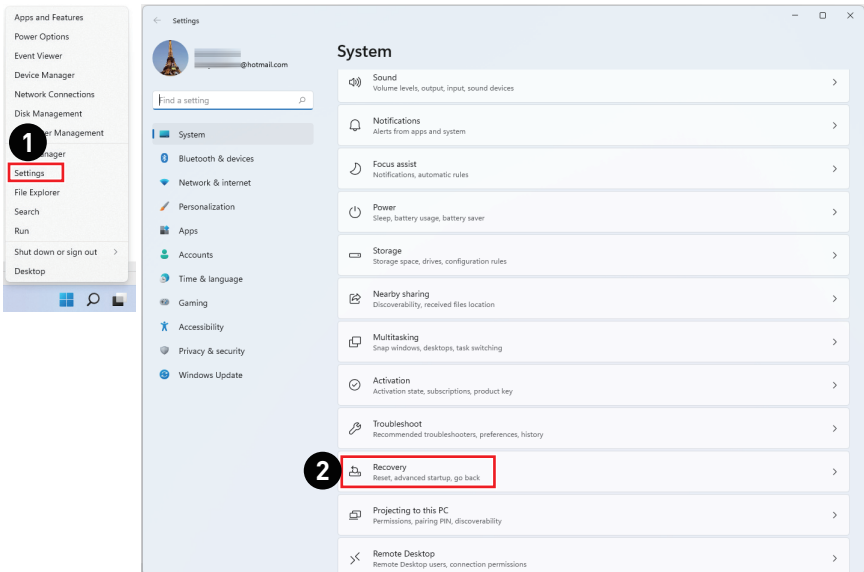 Apps and Features
Power Options
Event Viewer
Device Manager
Network Connections
Disk Management
er Management
1
anager
Settings
File Explorer
Search
Run
Shut down or sign out
Desktop
Settings
@hotmail.com
Find a setting
System
Bluetooth & devices
Network & internet
Personalization
Apps
Accounts
Time & language
Gaming
Accessibility
Privacy & security
Windows Update
System
Sound
Volume levels, output, input, sound devices
Notifications
Alerts from apps and system
Focus assist
Notifications, automatic rules
Power
Sleep, battery usage, battery saver
Storage
Storage space, drives, configuration rules
Nearby sharing
Discoverability, received files location
Multitasking
Snap windows, desktops, task switching
Activation
Activation state, subscriptions, product key
Troubleshoot
Recommended troubleshooters, preferences, history
2
Recovery
Reset, advanced startup, go back
Projecting to this PC
Permissions, pairing PIN, discoverability
Remote Desktop
Remote Desktop users, connection permissions